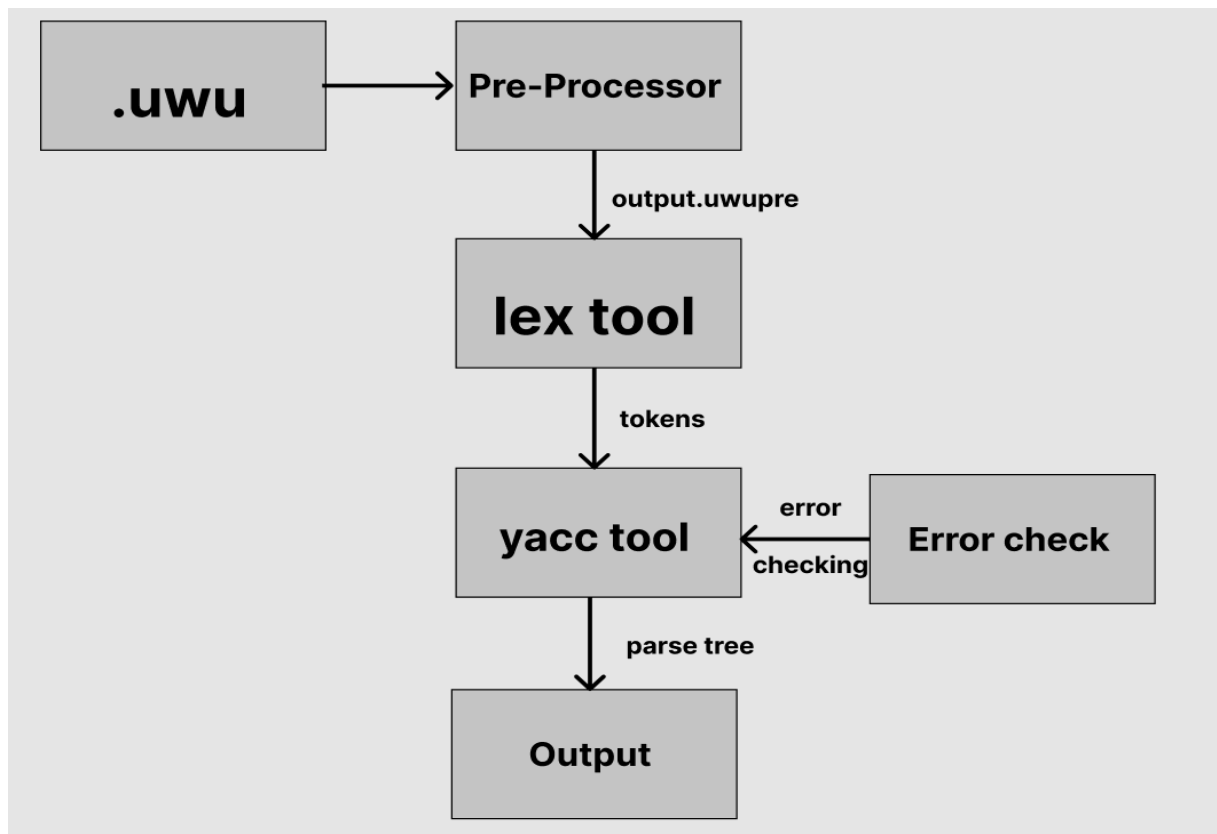 .uwu
Pre-Processor
output.uwupre
lex tool
tokens
yacc tool
error
checking
Error check
parse tree
Output